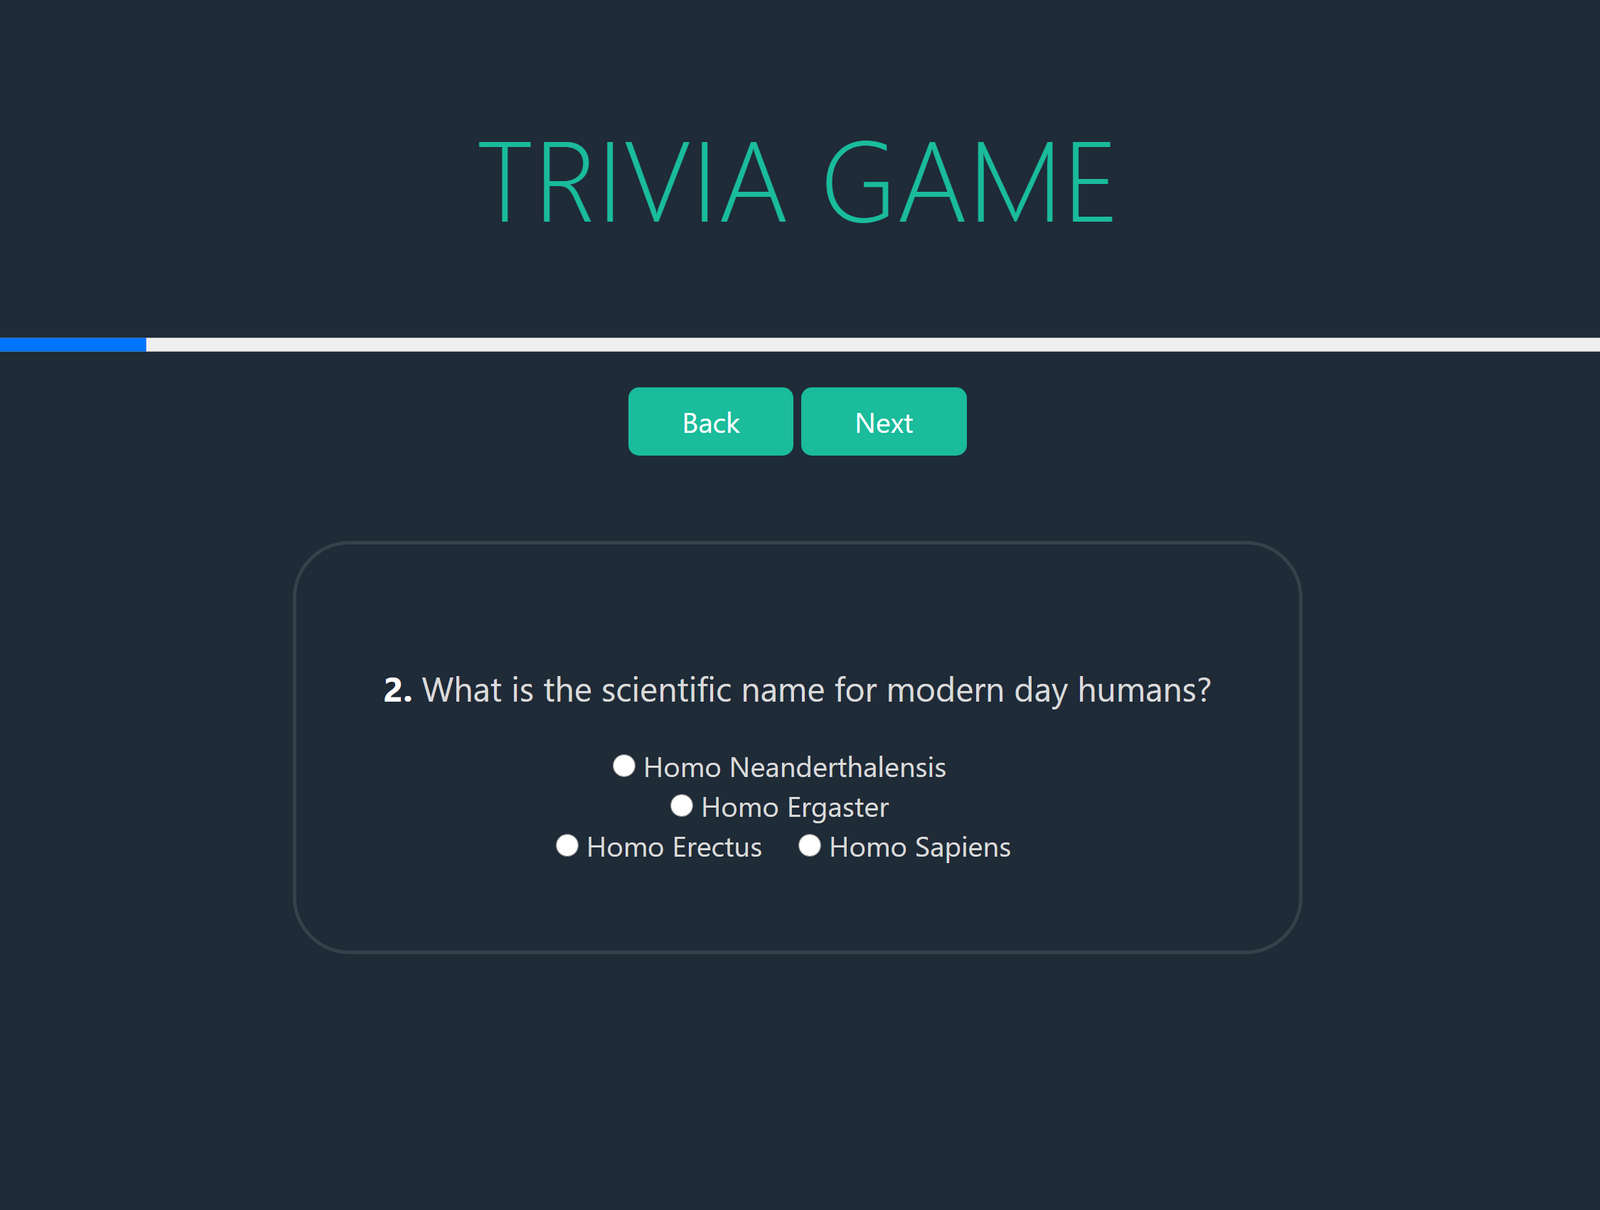 TRIVIA GAME
Back Next
2. What is the scientific name for modern day humans?
Homo Neanderthalensis
Homo Ergaster
Homo Erectus Homo Sapiens